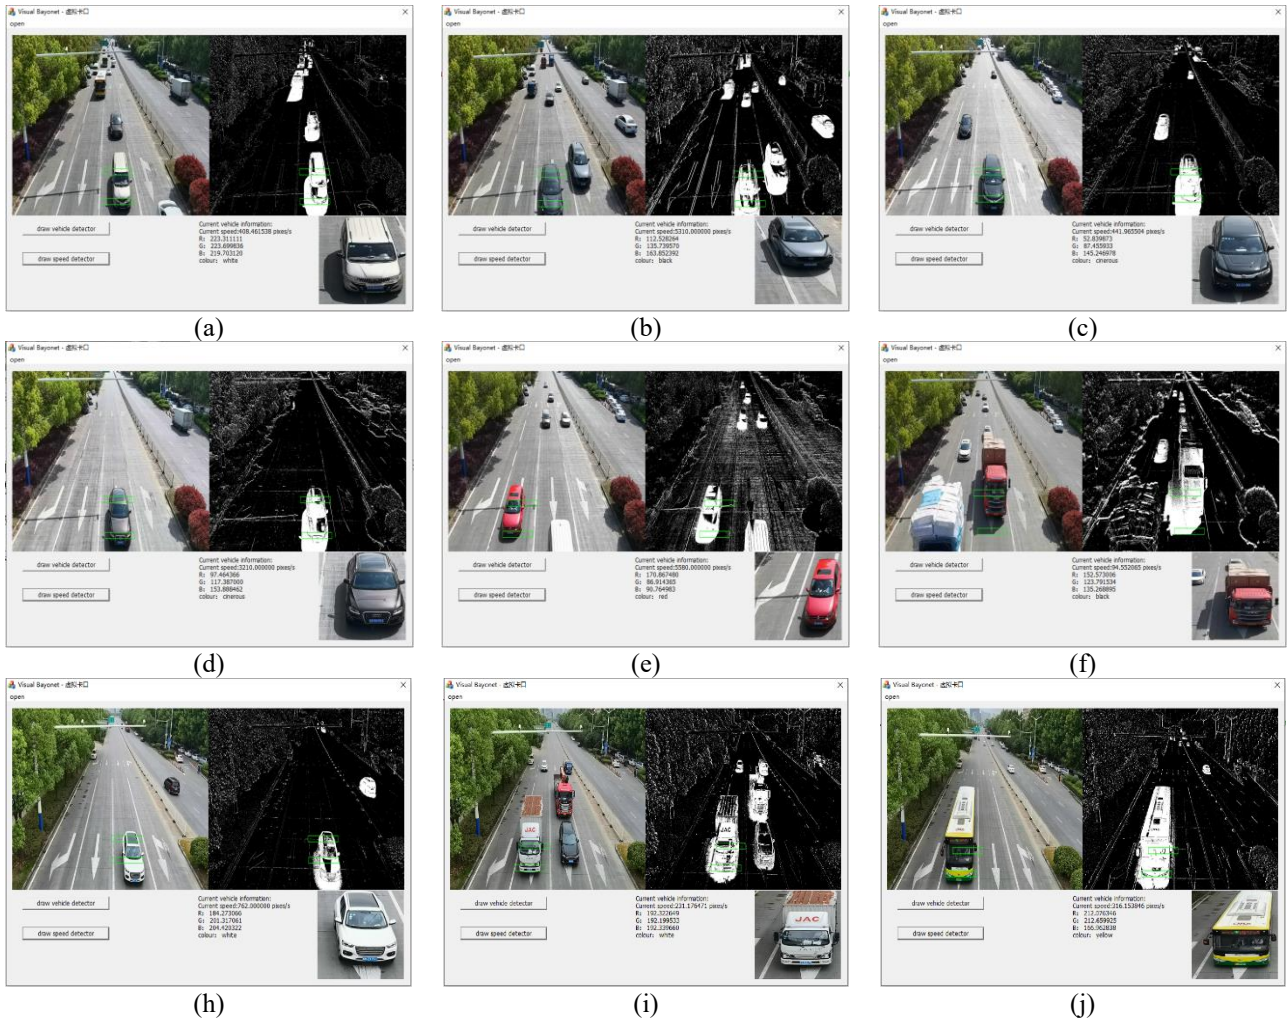 Visual Bayonet - 虚拟卡口
open
draw vehicle detector
draw speed detector
Current vehicle information:
Current speed:408.461538 pixes/s
R: 223.311111
G: 223.699836
B: 219.703120
colour: white
(a)
Visual Bayonet - 虚拟卡口
open
draw vehicle detector
draw speed detector
Current vehicle information:
Current speed:5310.000000 pixes/s
R: 112.528264
G: 135.739570
B: 163.852392
colour: black
(b)
Visual Bayonet - 虚拟卡口
open
draw vehicle detector
draw speed detector
Current vehicle information:
Current speed:441.965504 pixes/s
R: 52.839873
G: 87.455933
B: 145.246978
colour: cinerous
(c)
Visual Bayonet - 虚拟卡口
open
draw vehicle detector
draw speed detector
Current vehicle information:
Current speed:3210.000000 pixes/s
R: 97.464366
G: 117.387000
B: 153.888462
colour: cinerous
(d)
Visual Bayonet - 虚拟卡口
open
draw vehicle detector
draw speed detector
Current vehicle information:
Current speed:5580.000000 pixes/s
R: 170.867480
G: 86.914365
B: 90.764983
colour: red
(e)
Visual Bayonet - 虚拟卡口
open
draw vehicle detector
draw speed detector
Current vehicle information:
Current speed:94.552065 pixes/s
R: 152.573006
G: 123.791534
B: 135.268895
colour: black
(f)
Visual Bayonet - 虚拟卡口
open
draw vehicle detector
draw speed detector
Current vehicle information:
Current speed:762.000000 pixes/s
R: 184.273066
G: 201.317061
B: 204.420322
colour: white
(h)
Visual Bayonet - 虚拟卡口
open
JAC
JAC
draw vehicle detector
draw speed detector
Current vehicle information:
Current speed:231.176471 pixes/s
R: 192.322649
G: 192.199533
B: 192.339660
colour: white
JAC
(i)
Visual Bayonet - 虚拟卡口
open
draw vehicle detector
draw speed detector
Current vehicle information:
Current speed:216.153846 pixes/s
R: 212.076346
G: 212.659925
B: 166.962838
colour: yellow
(j)